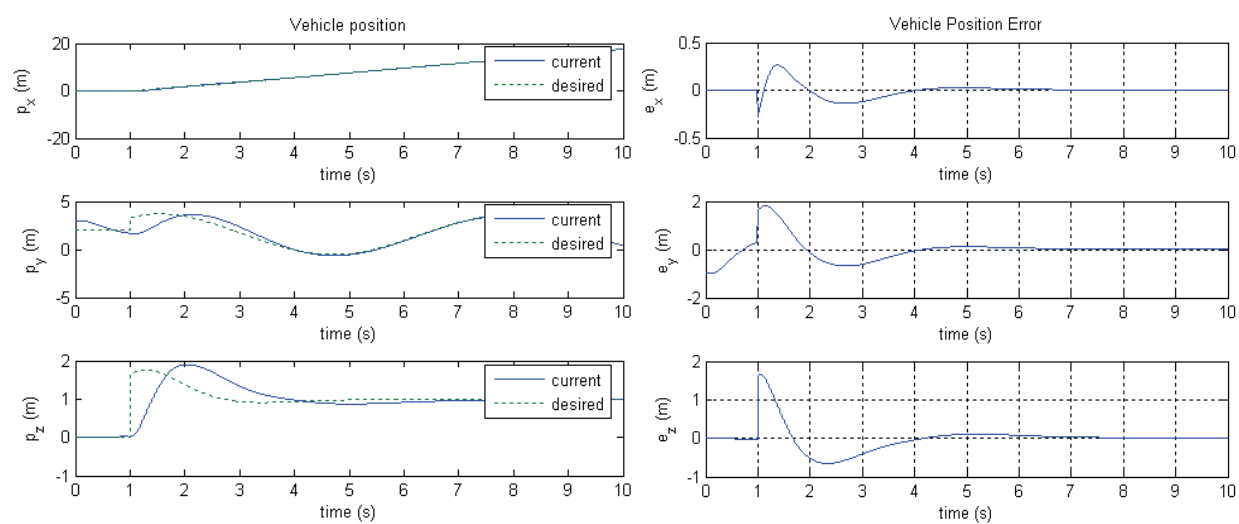 Vehicle position
20
0
-20
p_x (m)
current
desired
0 1 2 3 4 5 6 7 8 9 10
time (s)
5
0
-5
p_y (m)
current
desired
0 1 2 3 4 5 6 7 8 9 10
time (s)
2
1
0
-1
p_z (m)
current
desired
0 1 2 3 4 5 6 7 8 9 10
time (s)
Vehicle Position Error
0.5
0
-0.5
e_x (m)
0 1 2 3 4 5 6 7 8 9 10
time (s)
2
0
-2
e_y (m)
0 1 2 3 4 5 6 7 8 9 10
time (s)
2
1
0
-1
e_z (m)
0 1 2 3 4 5 6 7 8 9 10
time (s)